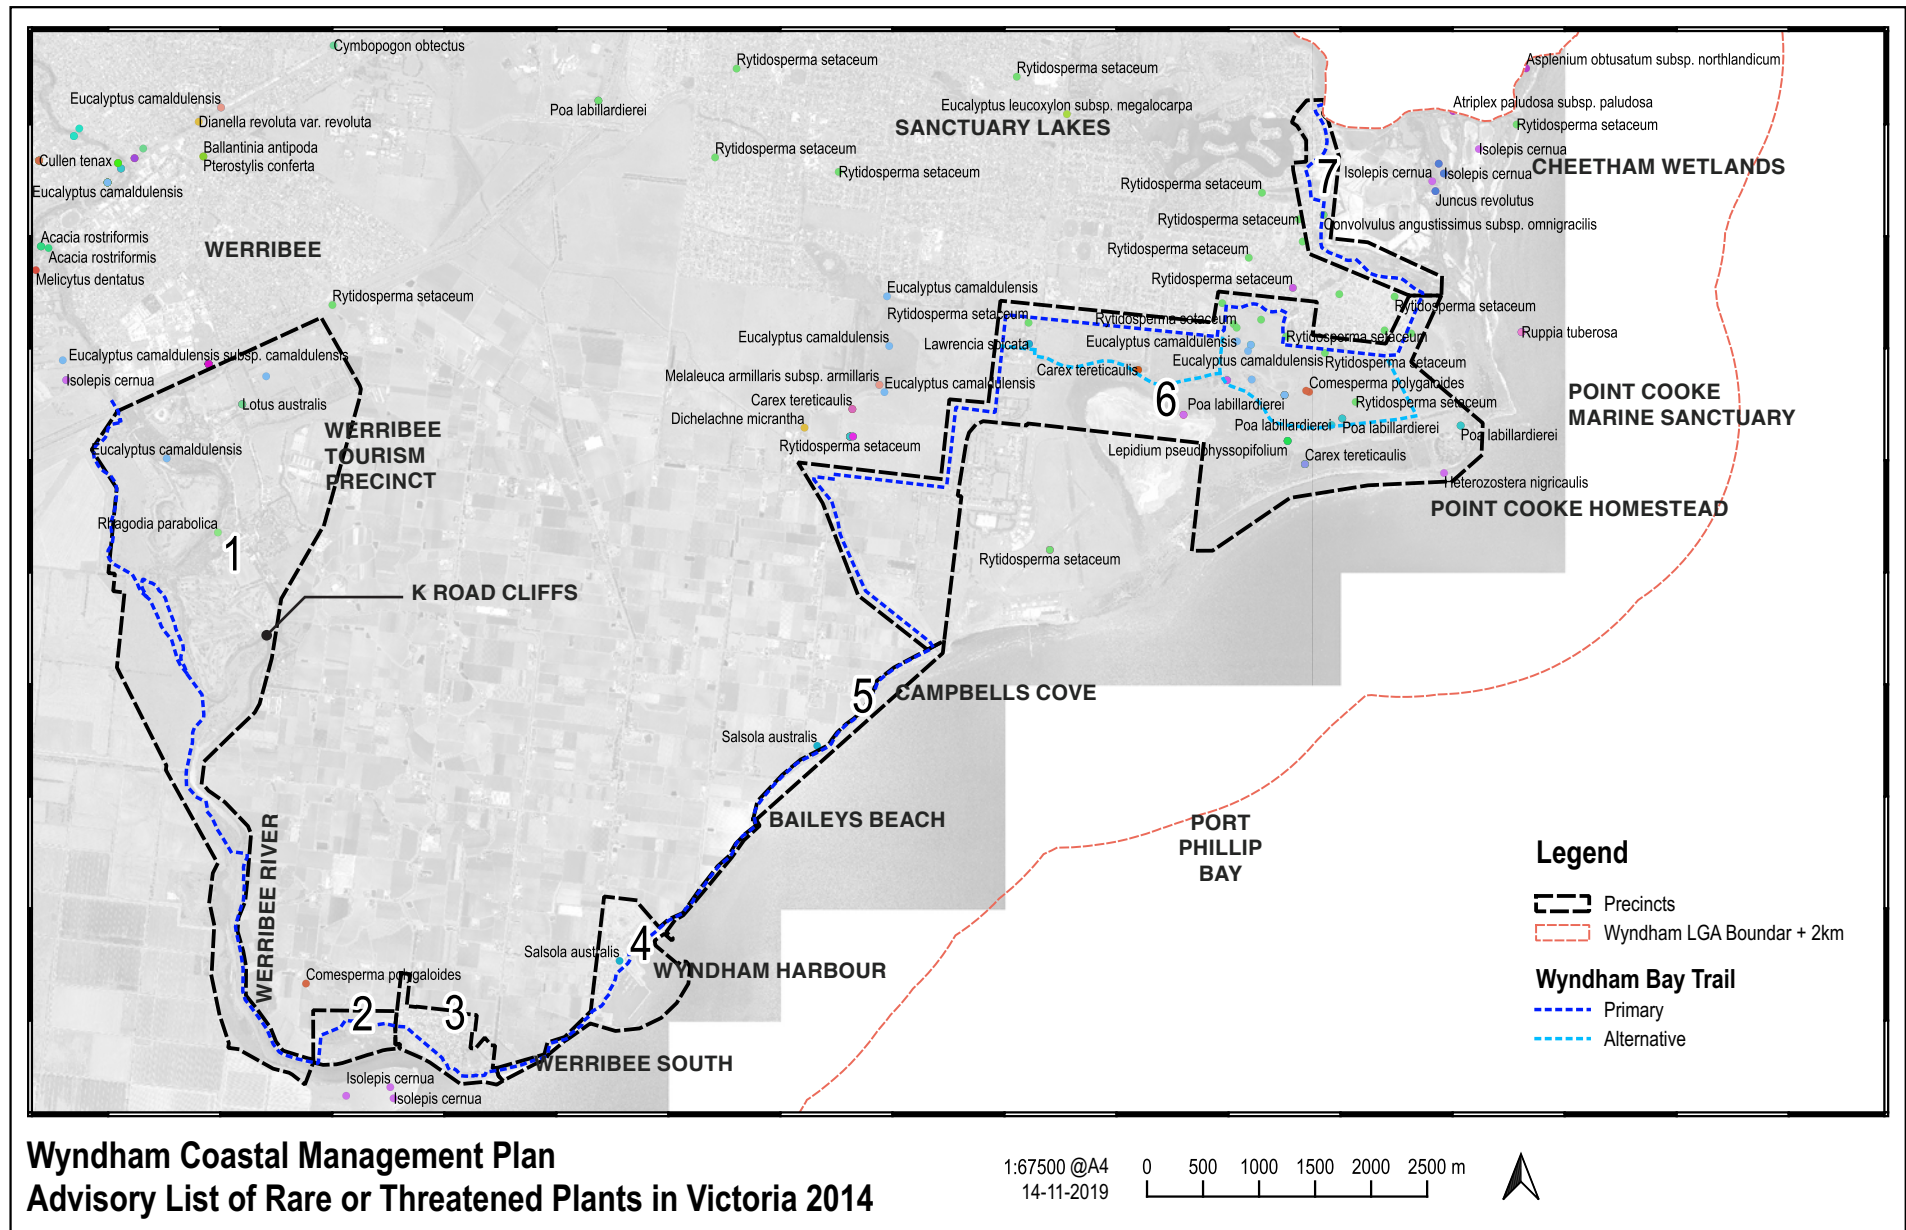 Cymbopogon obtectus
Rytidosperma setaceum
Rytidosperma setaceum
Asplenium obtusatum subsp. northlandicum
Eucalyptus camaldulensis
Poa labillardierei
Eucalyptus leucoxylon subsp. megalocarpa
Atriplex paludosa subsp. paludosa
Dianella revoluta var. revoluta
SANCTUARY LAKES
Rytidosperma setaceum
Ballantinia antipoda
Rytidosperma setaceum
Isolepis cernua
Cullen tenax
Pterostylis conferta
Rytidosperma setaceum
7
Isolepis cernua
Isolepis cernua
CHEETHAM WETLANDS
Eucalyptus camaldulensis
Rytidosperma setaceum
Juncus revolutus
Rytidosperma setaceum
Convolvulus angustissimus subsp. omnigracilis
Acacia rostriformis
WERRIBEE
Rytidosperma setaceum
Acacia rostriformis
Melicytus dentatus
Rytidosperma setaceum
Eucalyptus camaldulensis
Rytidosperma setaceum
Rytidosperma setaceum
Rytidosperma setaceum
Rytidosperma setaceum
Ruppia tuberosa
Eucalyptus camaldulensis
Lawrencia spicata
Eucalyptus camaldulensis
Rytidosperma setaceum
Eucalyptus camaldulensis subsp. camaldulensis
Eucalyptus camaldulensis
Rytidosperma setaceum
Isolepis cernua
Melaleuca armillaris subsp. armillaris
Eucalyptus camaldulensis
Carex tereticaulis
Comesperma polygaloides
POINT COOKE
MARINE SANCTUARY
Lotus australis
Carex tereticaulis
6
Poa labillardierei
Rytidosperma setaceum
Dichelachne micrantha
WERRIBEE
TOURISM
PRECINCT
Poa labillardierei
Poa labillardierei
Poa labillardierei
Eucalyptus camaldulensis
Rytidosperma setaceum
Lepidium pseudohyssopifolium
Carex tereticaulis
Heterozostera nigricaulis
POINT COOKE HOMESTEAD
Rhagodia parabolica
1
Rytidosperma setaceum
K ROAD CLIFFS
5
CAMPBELLS COVE
Salsola australis
BAILEYS BEACH
PORT
PHILLIP
BAY
WERRIBEE RIVER
4
Salsola australis
WYNDHAM HARBOUR
Comesperma polygaloides
2
3
WERRIBEE SOUTH
Isolepis cernua
Isolepis cernua
Legend
Precincts
Wyndham LGA Boundar + 2km
Wyndham Bay Trail
Primary
Alternative
Wyndham Coastal Management Plan
Advisory List of Rare or Threatened Plants in Victoria 2014
1:67500 @A4
14-11-2019
0 500 1000 1500 2000 2500 m